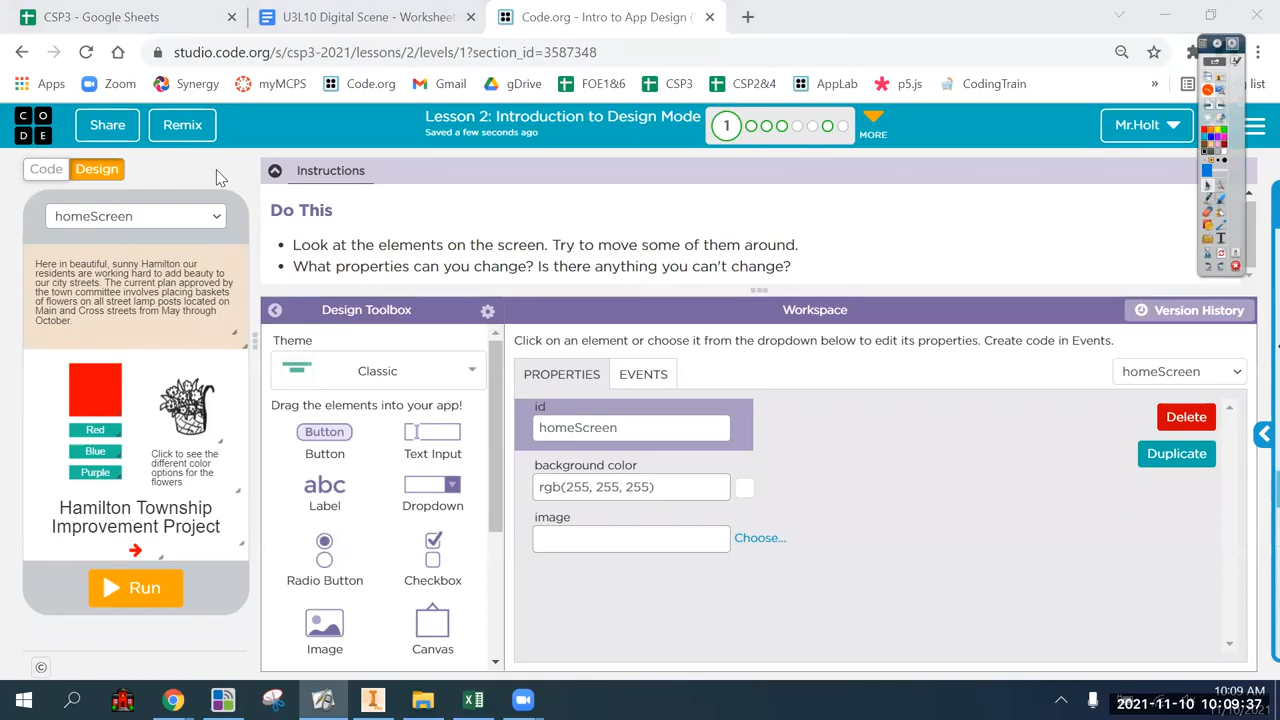 CSP3 - Google Sheets
U3L10 Digital Scene - Worksheet
Code.org - Intro to App Design (
studio.code.org/s/csp3-2021/lessons/2/levels/1?section_id=3587348
Apps
Zoom
Synergy
myMCPS
Code.org
Gmail
gDrive
FOE1&6
CSP3
CSP2&4
AppLab
p5.js
CodingTrain
»
C O
D E
Share
Remix
Lesson 2: Introduction to Design Mode
Saved a few seconds ago
1
MORE
Mr.Holt
Code
Design
Instructions
homeScreen
Do This
• Look at the elements on the screen. Try to move some of them around.
• What properties can you change? Is there anything you can't change?
Here in beautiful, sunny Hamilton our
residents are working hard to add beauty to
our city streets. The current plan approved by
the town committee involves placing baskets
of flowers on all street lamp posts located on
Main and Cross streets from May through
October.
Red
Blue
Purple
Click to see the
different color
options for the
flowers
Hamilton Township
Improvement Project
Run
©
Design Toolbox
Theme
Classic
Drag the elements into your app!
Button
Button
Text Input
abc
Label
Dropdown
Radio Button
Checkbox
Image
Canvas
Workspace
Version History
Click on an element or choose it from the dropdown below to edit its properties. Create code in Events.
PROPERTIES
EVENTS
homeScreen
id
homeScreen
Delete
Duplicate
background color
rgb(255, 255, 255)
image
Choose...
10:09 AM
2021-11-10 10:09:37